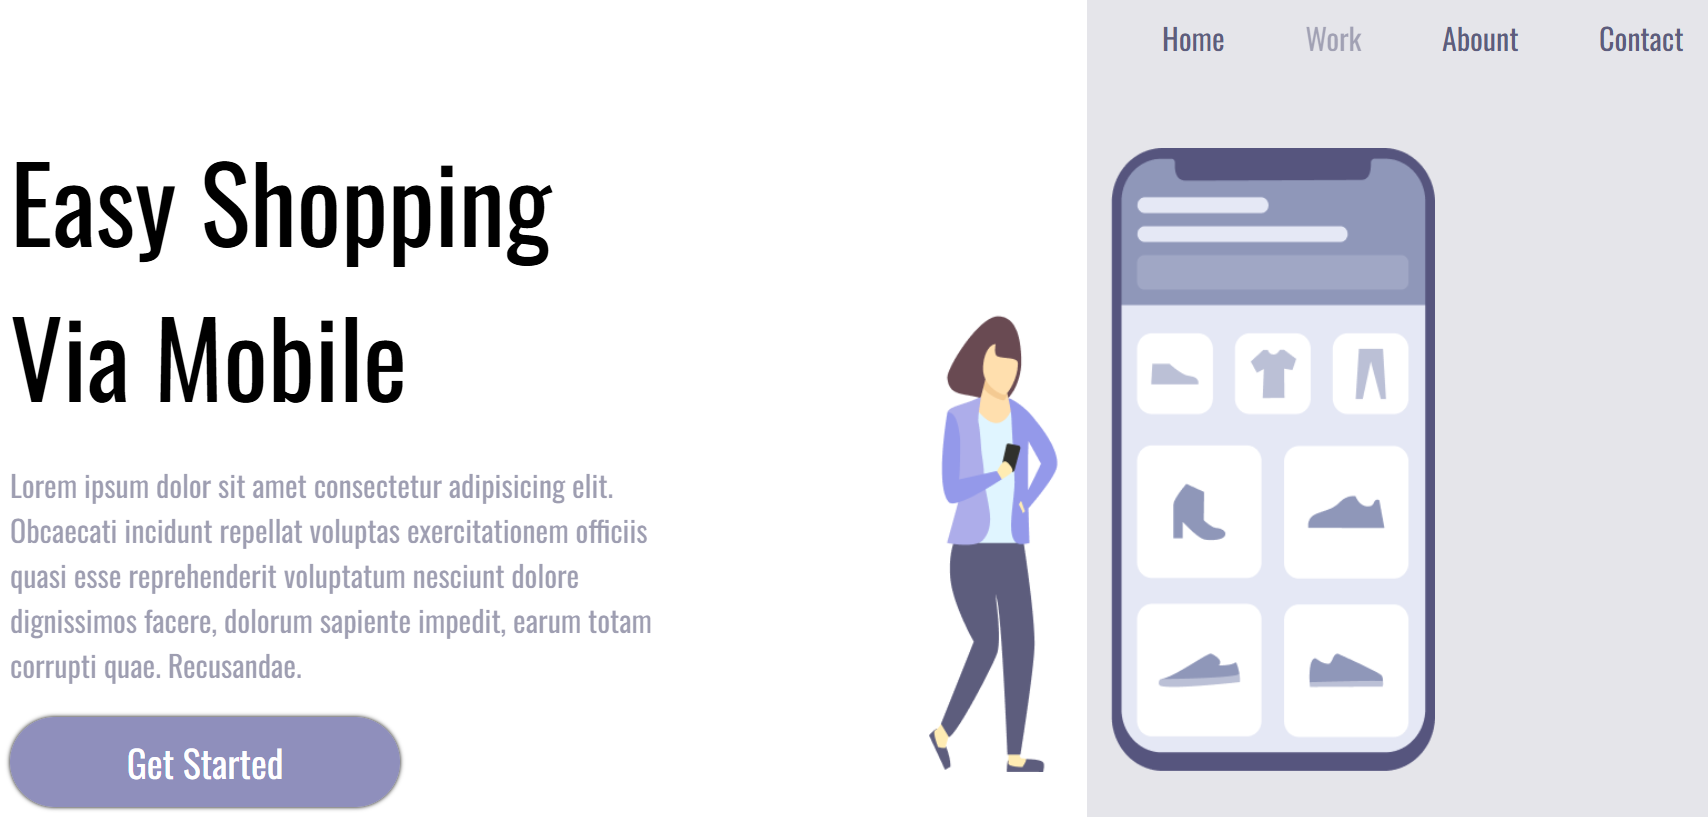 Home Work Abount Contact
Easy Shopping
Via Mobile
Lorem ipsum dolor sit amet consectetur adipisicing elit.
Obcaecati incidunt repellat voluptas exercitationem officiis
quasi esse reprehenderit voluptatum nesciunt dolore
dignissimos facere, dolorum sapiente impedit, earum totam
corrupti quae. Recusandae.
Get Started